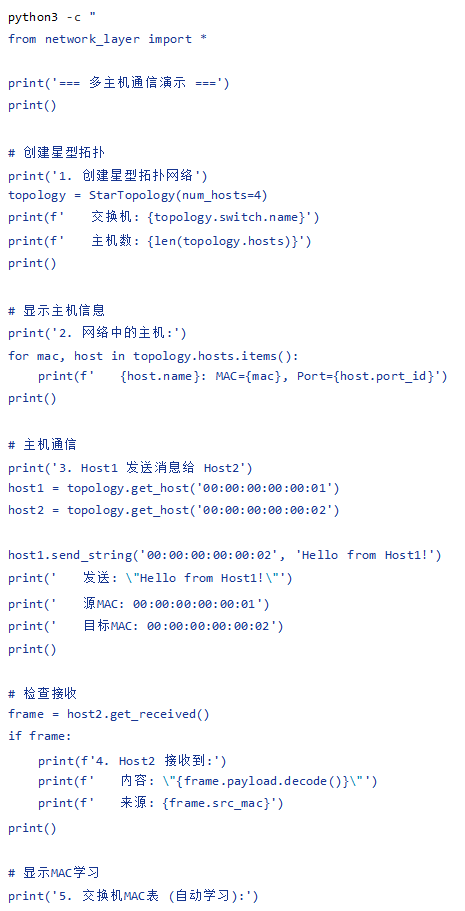 python3 -c "
from network_layer import *

print('=== 多主机通信演示 ===')
print()

# 创建星型拓扑
print('1. 创建星型拓扑网络')
topology = StarTopology(num_hosts=4)
print(f'   交换机: {topology.switch.name}')
print(f'   主机数: {len(topology.hosts)}')
print()

# 显示主机信息
print('2. 网络中的主机:')
for mac, host in topology.hosts.items():
    print(f'   {host.name}: MAC={mac}, Port={host.port_id}')
print()

# 主机通信
print('3. Host1 发送消息给 Host2')
host1 = topology.get_host('00:00:00:00:00:01')
host2 = topology.get_host('00:00:00:00:00:02')

host1.send_string('00:00:00:00:00:02', 'Hello from Host1!')
print('   发送: \"Hello from Host1!\"')
print('   源MAC: 00:00:00:00:00:01')
print('   目标MAC: 00:00:00:00:00:02')
print()

# 检查接收
frame = host2.get_received()
if frame:
    print(f'4. Host2 接收到:')
    print(f'   内容: \"{frame.payload.decode()}\"')
    print(f'   来源: {frame.src_mac}')
print()

# 显示MAC学习
print('5. 交换机MAC表 (自动学习):')